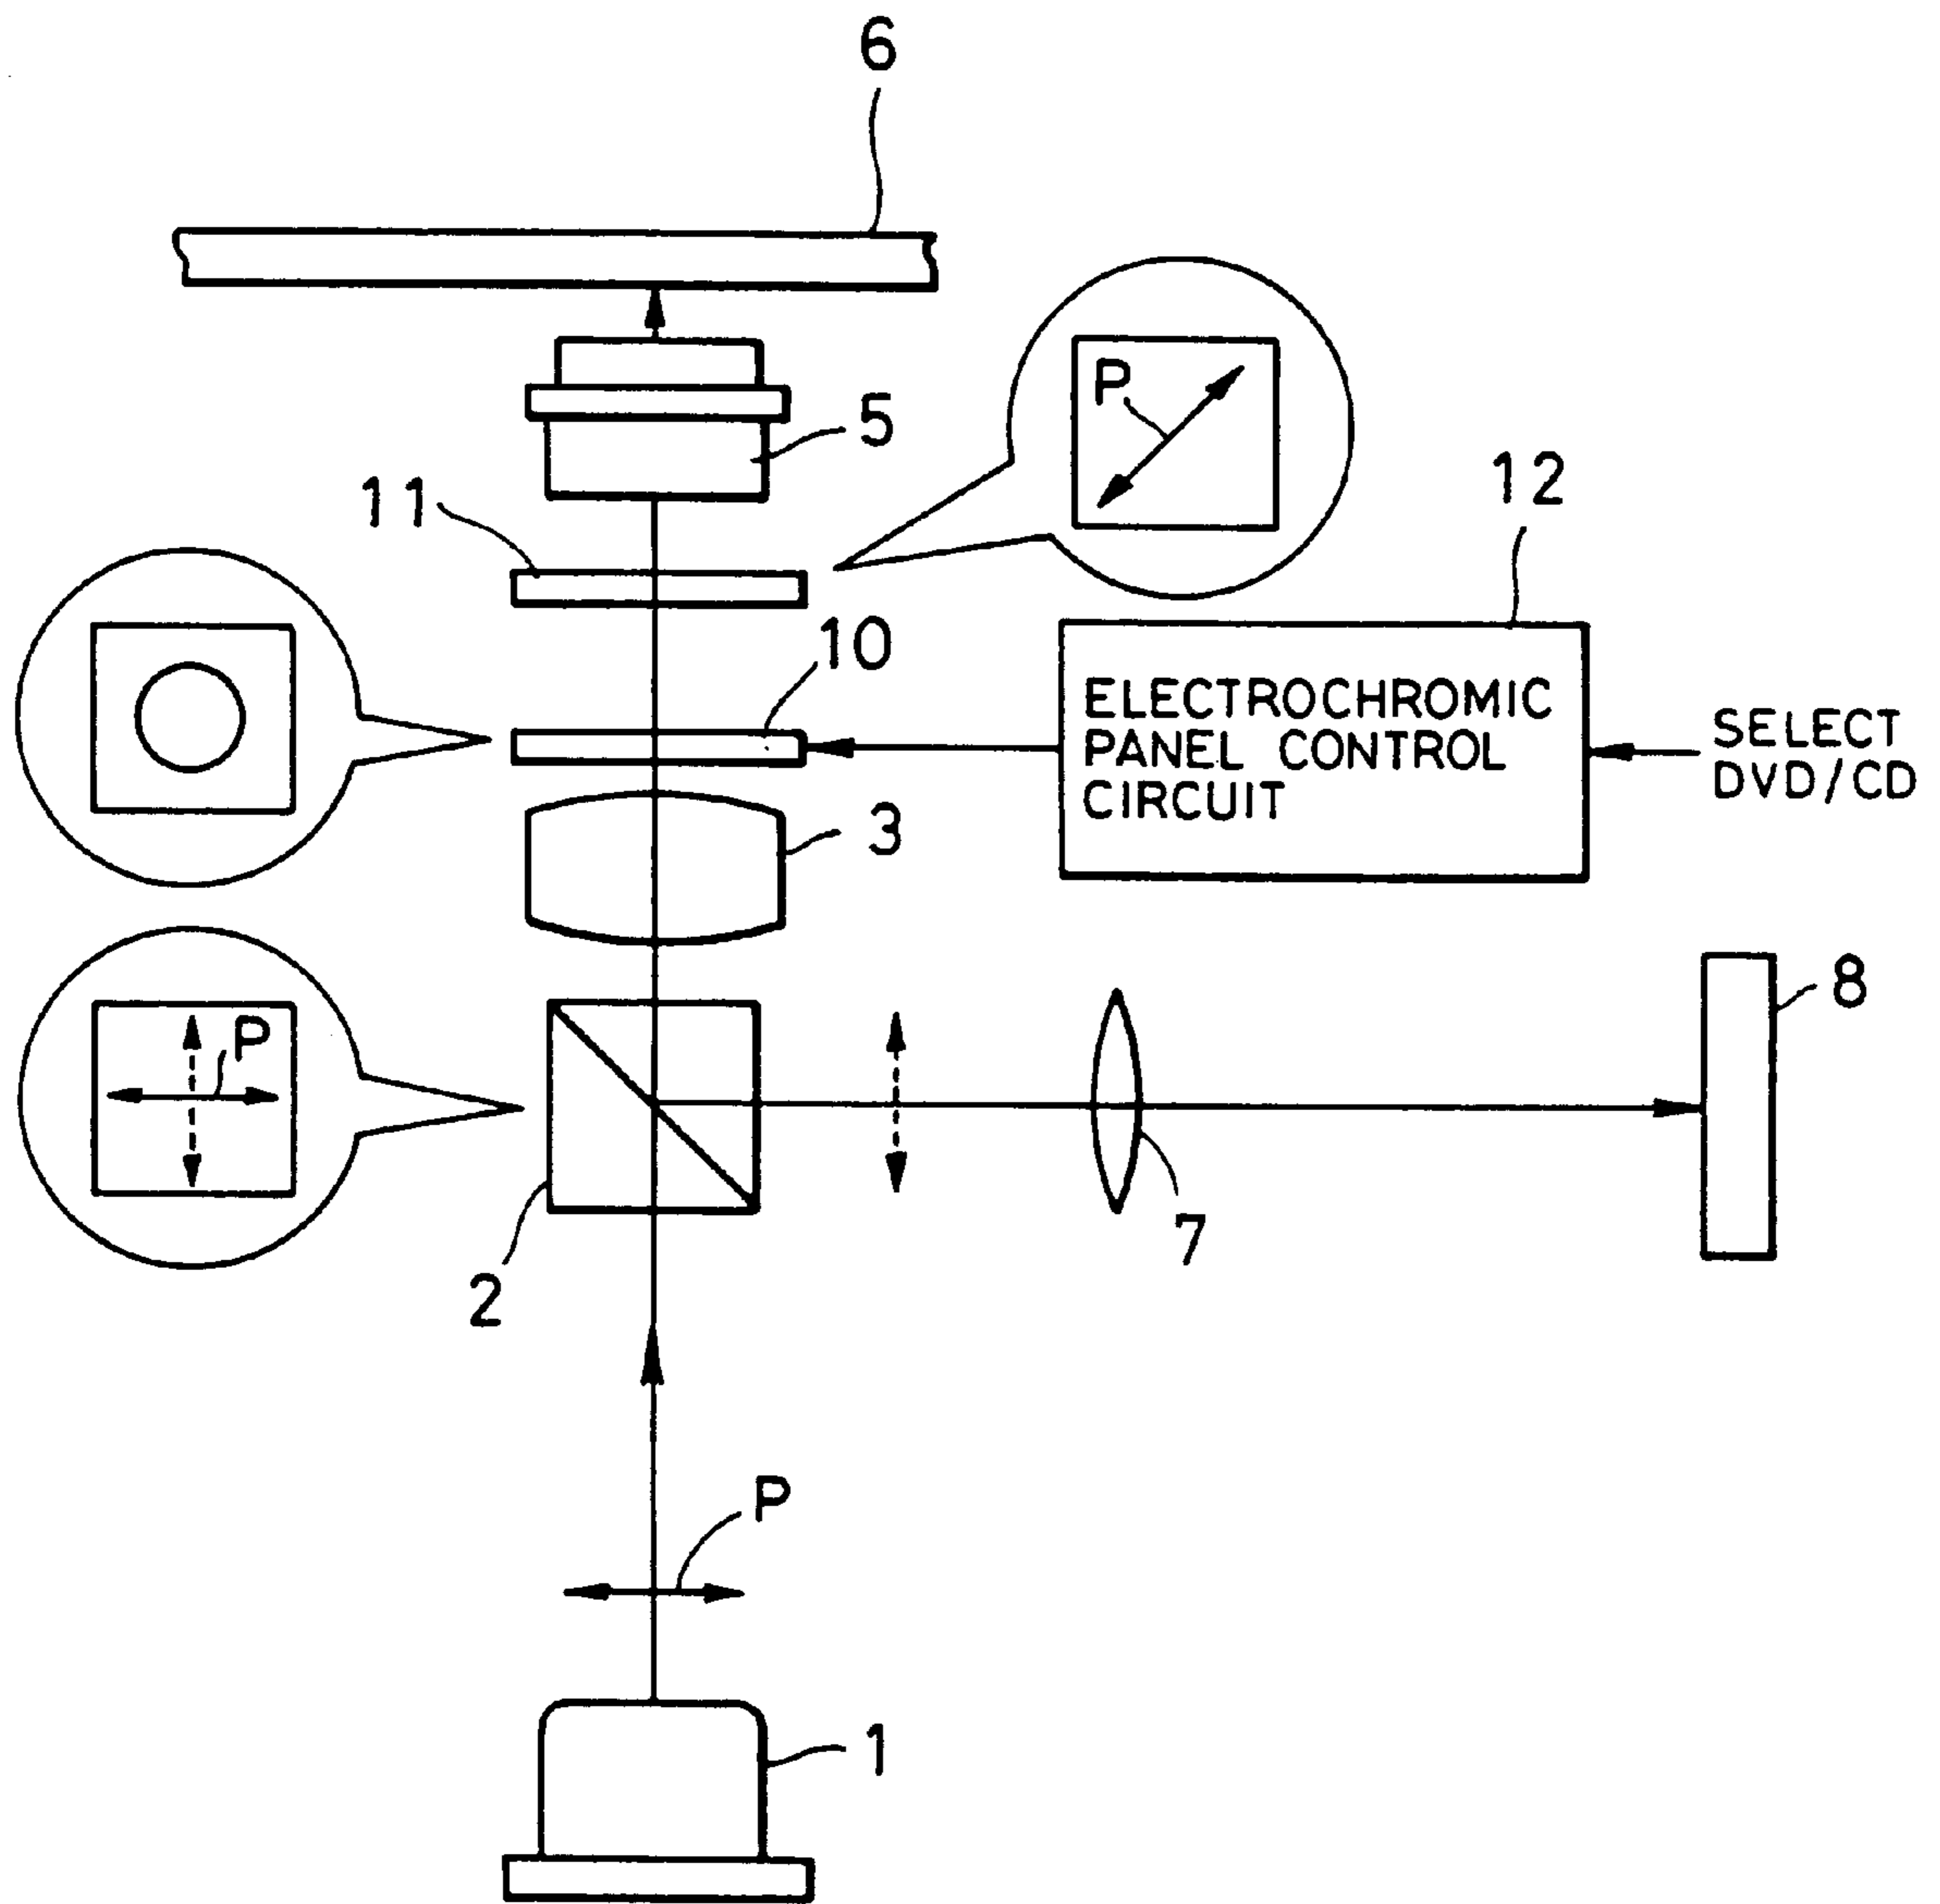 6
5
P
12
11
10
ELECTROCHROMIC
PANEL CONTROL
CIRCUIT
SELECT
DVD/CD
3
8
P
7
2
P
1